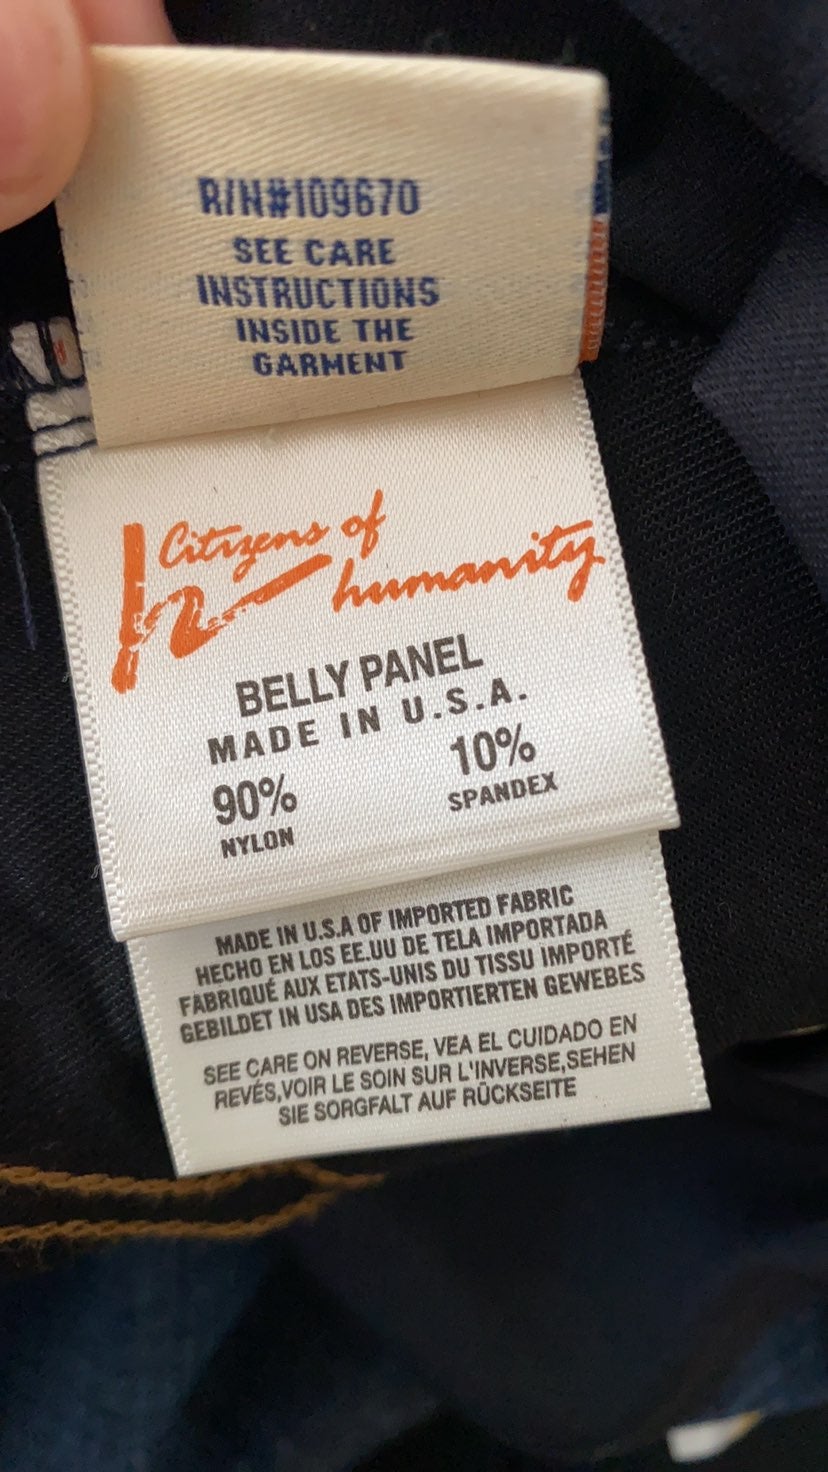 R/N#109670
SEE CARE
INSTRUCTIONS
INSIDE THE
GARMENT
Citizens of
humanity
BELLY PANEL
MADE IN U.S.A.
90% 10%
NYLON SPANDEX
MADE IN U.S.A OF IMPORTED FABRIC
HECHO EN LOS EE.UU DE TELA IMPORTADA
FABRIQUÉ AUX ETATS-UNIS DU TISSU IMPORTÉ
GEBILDET IN USA DES IMPORTIERTEN GEWEBES
SEE CARE ON REVERSE, VEA EL CUIDADO EN
REVÉS,VOIR LE SOIN SUR L'INVERSE,SEHEN
SIE SORGFALT AUF RÜCKSEITE